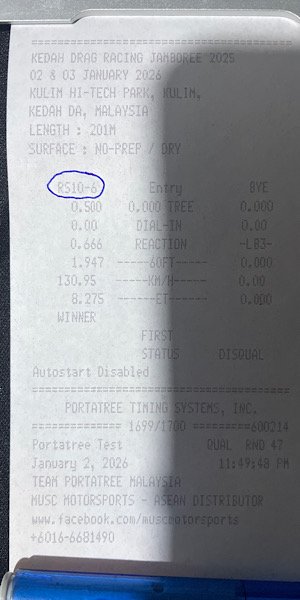 KEDAH DRAG RACING JAMBOREE 2025
02 & 03 JANUARY 2026
KULIM HI-TECH PARK, KULIM,
KEDAH DA, MALAYSIA
LENGTH : 201M
SURFACE : NO-PREP / DRY
RS10-6 Entry BYE
0.500 0.000 TREE 0.000
0.00 DIAL-IN 0.00
0.666 REACTION -LB3-
1.947 -----60FT----- 0.000
130.95 -----KM/H----- 0.00
8.275 ------ET------ 0.000
WINNER
FIRST
STATUS DISQUAL
Autostart Disabled
PORTATREE TIMING SYSTEMS, INC.
============== 1699/1700 =========600214
Portatree Test QUAL RND 47
January 2, 2026 11:49:48 PM
TEAM PORTATREE MALAYSIA
MUSC MOTORSPORTS - ASEAN DISTRIBUTOR
www.facebook.com/muscmotorsports
+6016-6681490